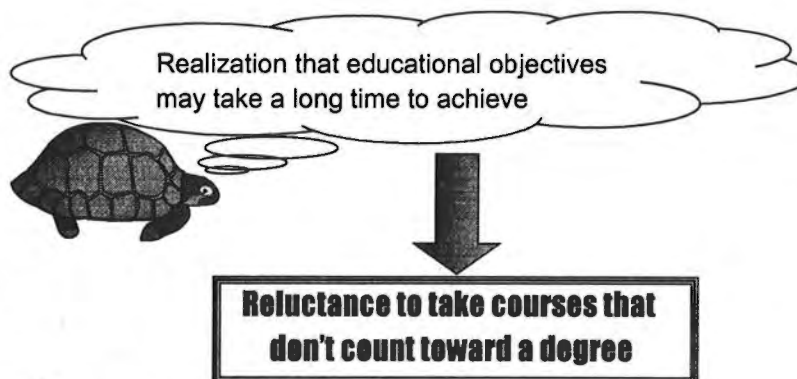 Realization that educational objectives
may take a long time to achieve
Reluctance to take courses that
don't count toward a degree